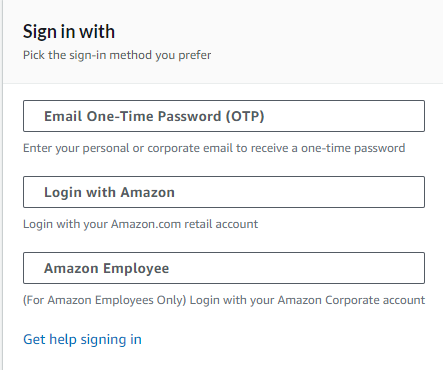 Sign in with
Pick the sign-in method you prefer
Email One-Time Password (OTP)
Enter your personal or corporate email to receive a one-time password
Login with Amazon
Login with your Amazon.com retail account
Amazon Employee
(For Amazon Employees Only) Login with your Amazon Corporate account
Get help signing in